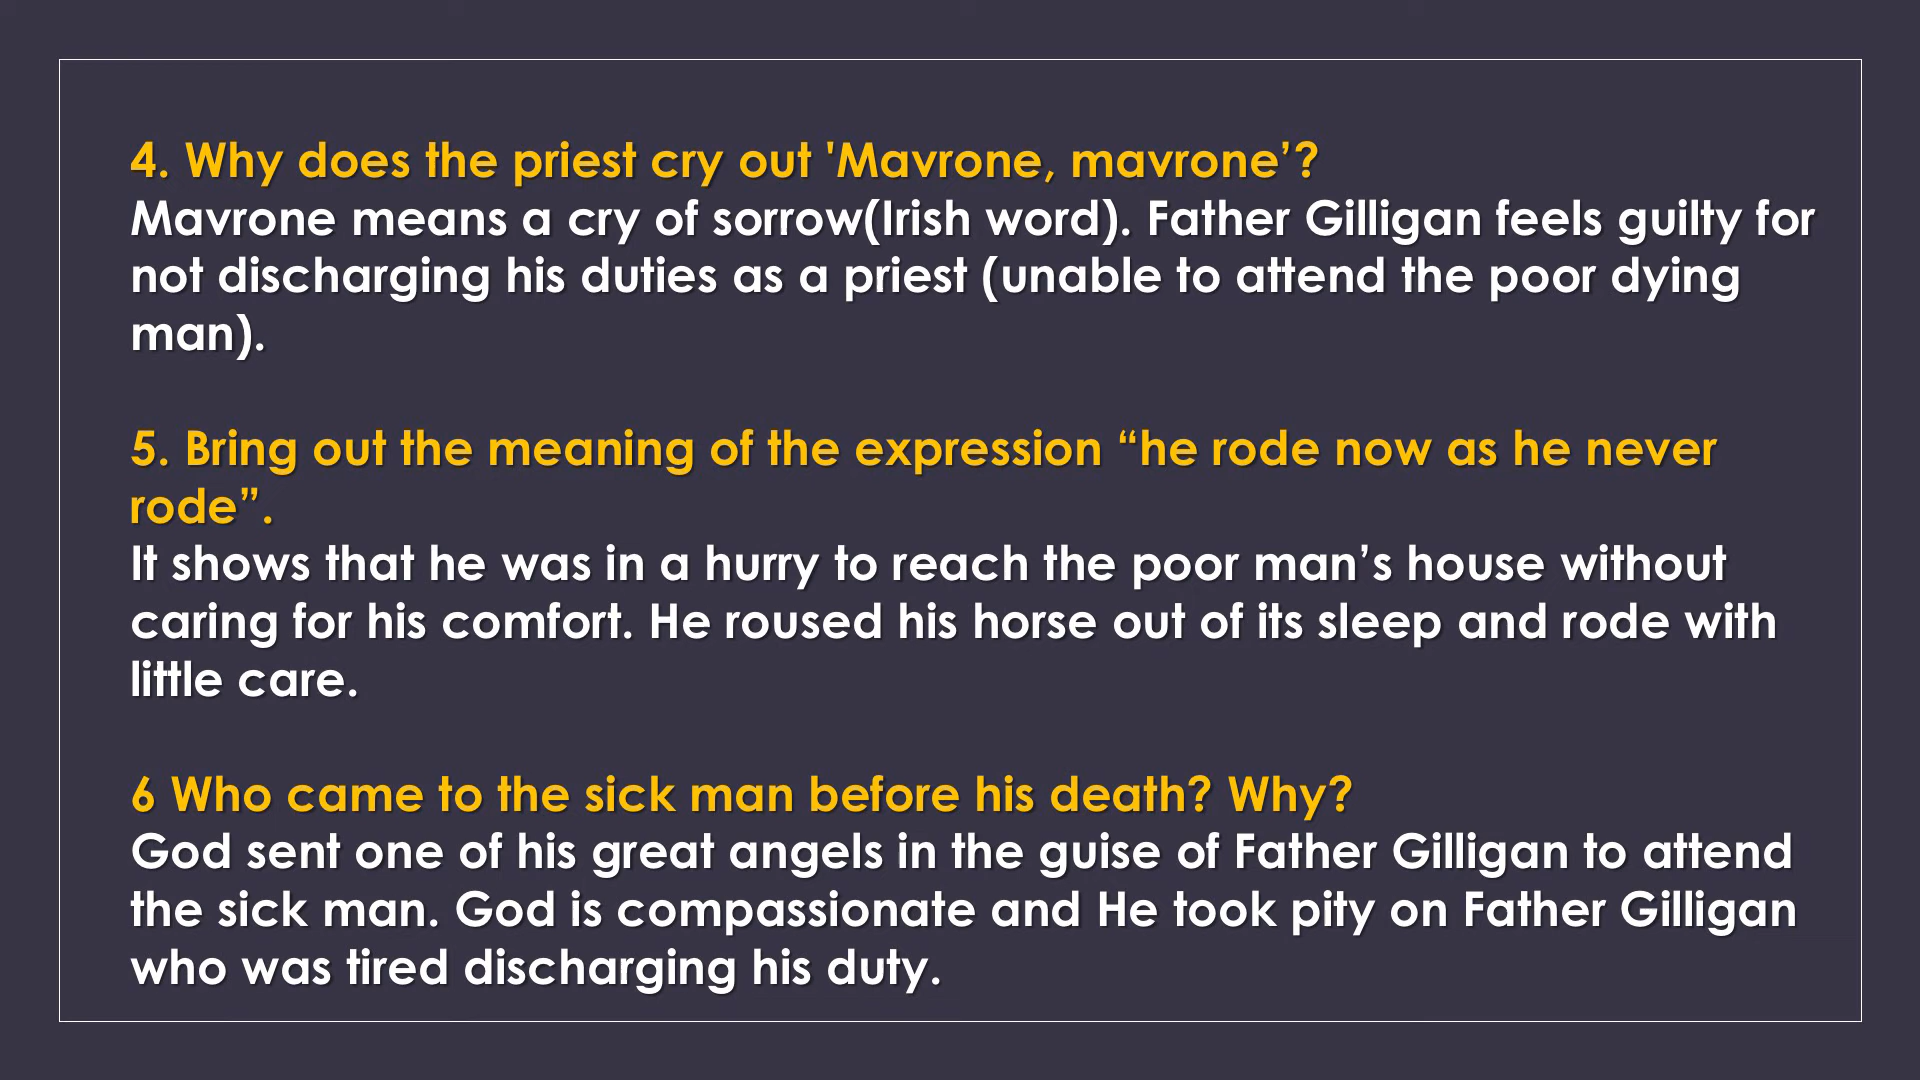 4. Why does the priest cry out 'Mavrone, mavrone’?
Mavrone means a cry of sorrow(Irish word). Father Gilligan feels guilty for
not discharging his duties as a priest (unable to attend the poor dying
man).
5. Bring out the meaning of the expression “he rode now as he never
rode”.
It shows that he was in a hurry to reach the poor man’s house without
caring for his comfort. He roused his horse out of its sleep and rode with
little care.
6 Who came to the sick man before his death? Why?
God sent one of his great angels in the guise of Father Gilligan to attend
the sick man. God is compassionate and He took pity on Father Gilligan
who was tired discharging his duty.